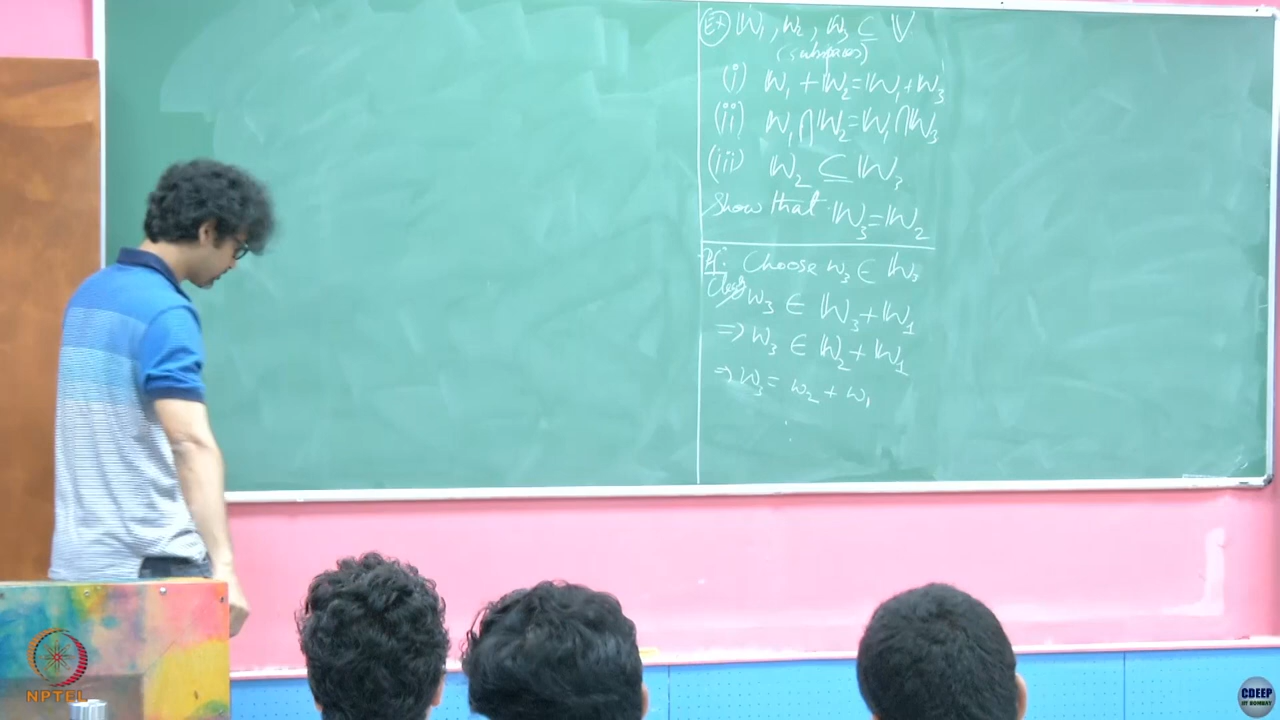 Ex W₁, W₂, W₃ ⊆ V.
(subspaces)
(i) W₁ + W₂ = W₁ + W₃
(ii) W₁ ∩ W₂ = W₁ ∩ W₃
(iii) W₂ ⊆ W₃
Show that W₃ = W₂
Pf: Choose w₃ ∈ W₃
Clearly w₃ ∈ W₃ + W₁
⇒ w₃ ∈ W₂ + W₁
⇒ w₃ = w₂ + w₁
NPTEL
CDEEP
IIT BOMBAY